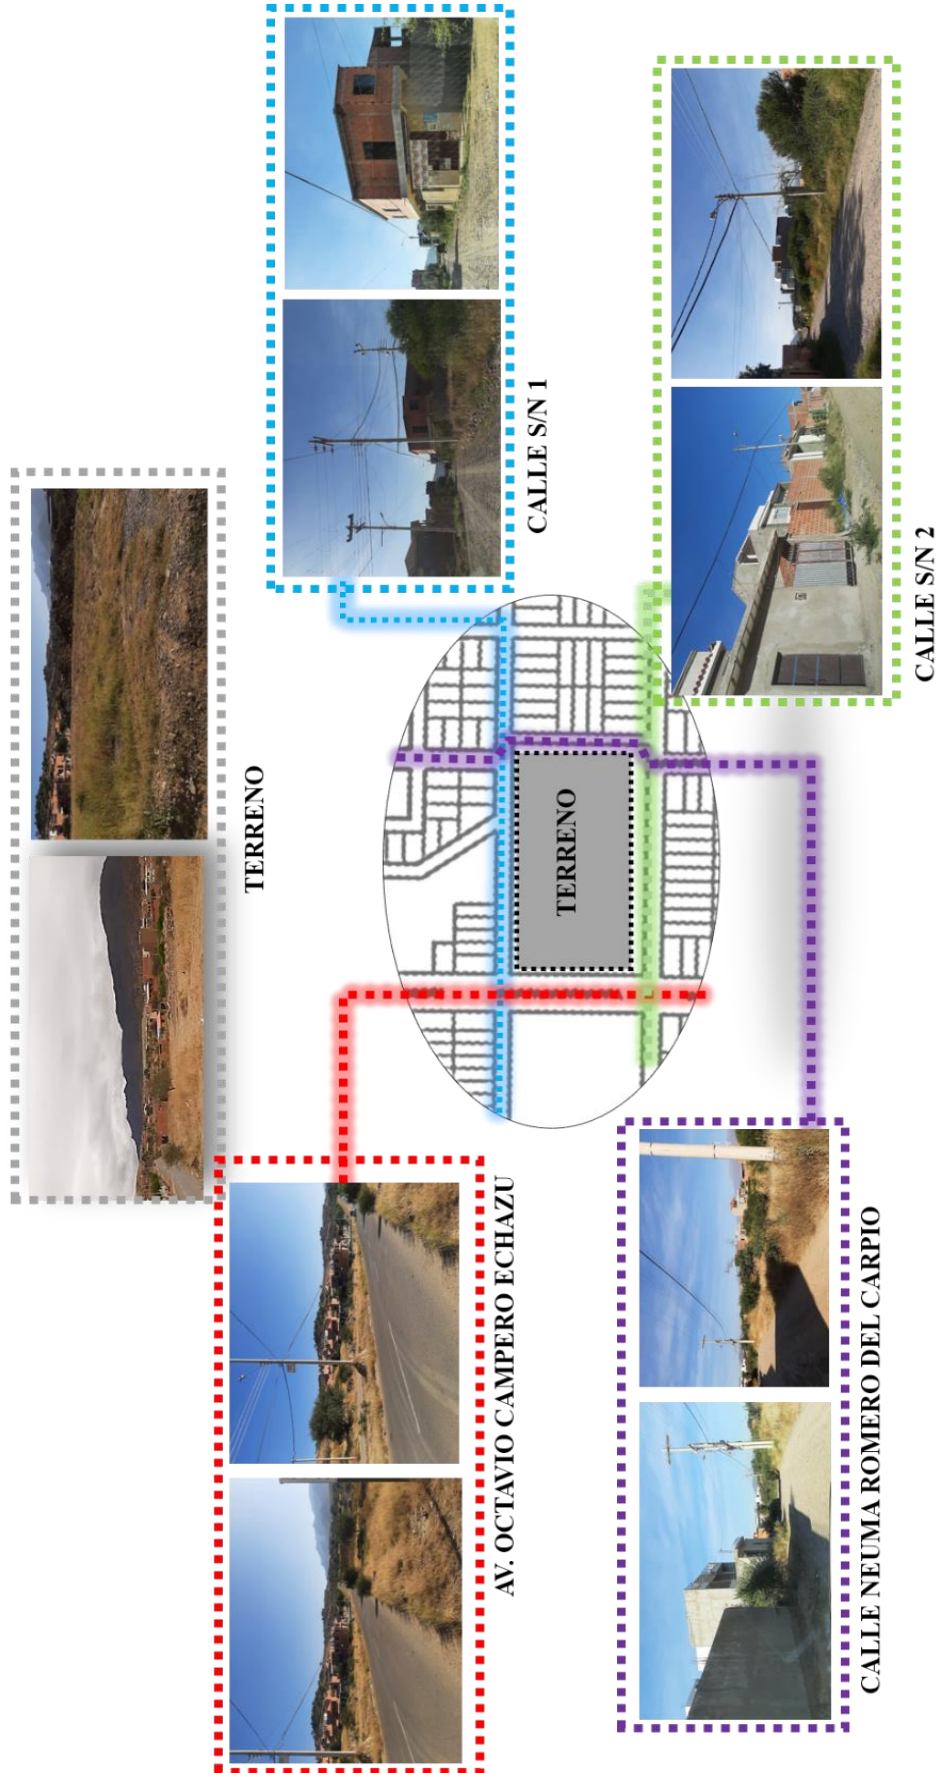 TERRENO
CALLE S/N 1
CALLE S/N 2
TERRENO
AV. OCTAVIO CAMPERO ECHAZU
CALLE NEUMA ROMERO DEL CARPIO